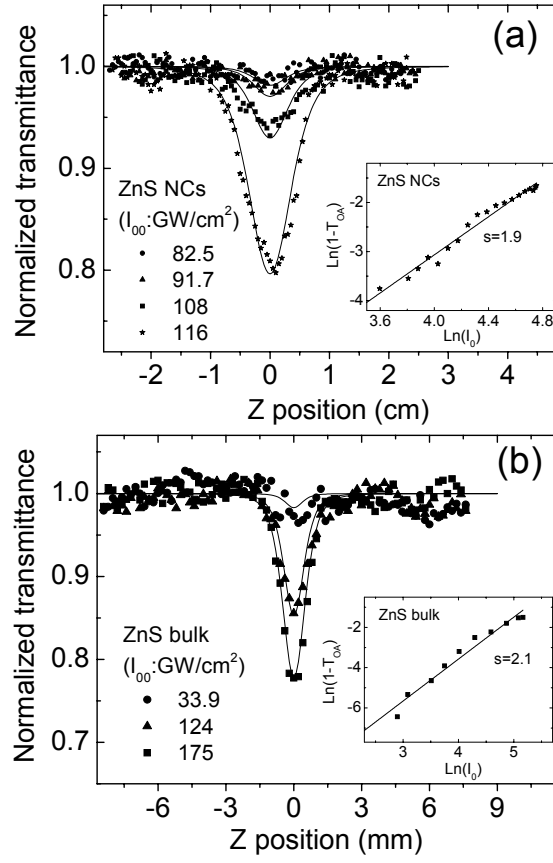 (a)
1.0
0.9
0.8
Normalized transmittance
ZnS NCs
(I₀₀:GW/cm²)
82.5
91.7
108
116
ZnS NCs
-2
-3
-4
Ln(1-T_OA)
s=1.9
3.6 4.0 4.4 4.8
Ln(I₀)
-2 -1 0 1 2 3 4
Z position (cm)
(b)
1.0
0.9
0.8
0.7
Normalized transmittance
ZnS bulk
(I₀₀:GW/cm²)
33.9
124
175
ZnS bulk
-2
-4
-6
Ln(1-T_OA)
s=2.1
3 4 5
Ln(I₀)
-6 -3 0 3 6 9
Z position (mm)